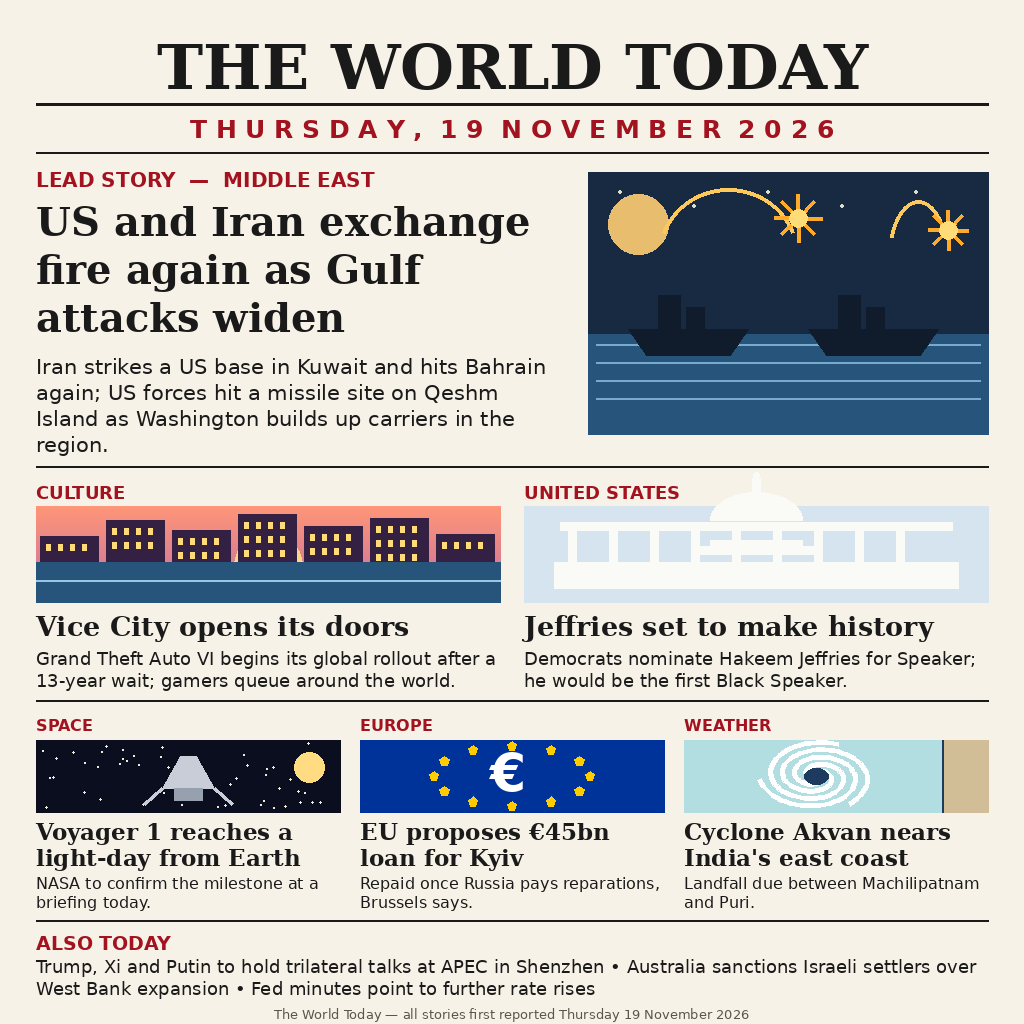 THE WORLD TODAY
THURSDAY, 19 NOVEMBER 2026
LEAD STORY — MIDDLE EAST
US and Iran exchange
fire again as Gulf
attacks widen
Iran strikes a US base in Kuwait and hits Bahrain
again; US forces hit a missile site on Qeshm
Island as Washington builds up carriers in the
region.
CULTURE
Vice City opens its doors
Grand Theft Auto VI begins its global rollout after a
13-year wait; gamers queue around the world.
UNITED STATES
Jeffries set to make history
Democrats nominate Hakeem Jeffries for Speaker;
he would be the first Black Speaker.
SPACE
Voyager 1 reaches a
light-day from Earth
NASA to confirm the milestone at a
briefing today.
EUROPE
€
EU proposes €45bn
loan for Kyiv
Repaid once Russia pays reparations,
Brussels says.
WEATHER
Cyclone Akvan nears
India's east coast
Landfall due between Machilipatnam
and Puri.
ALSO TODAY
Trump, Xi and Putin to hold trilateral talks at APEC in Shenzhen • Australia sanctions Israeli settlers over
West Bank expansion • Fed minutes point to further rate rises
The World Today — all stories first reported Thursday 19 November 2026